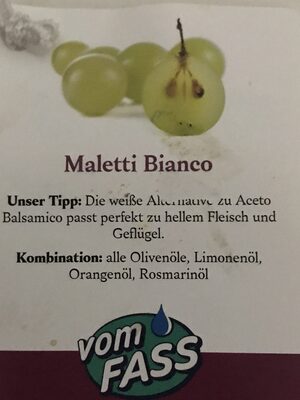 Maletti Bianco
Unser Tipp: Die weiße Alternative zu Aceto
Balsamico passt perfekt zu hellem Fleisch und
Geflügel.
Kombination: alle Olivenöle, Limonenöl,
Orangenöl, Rosmarinöl
vom
FASS